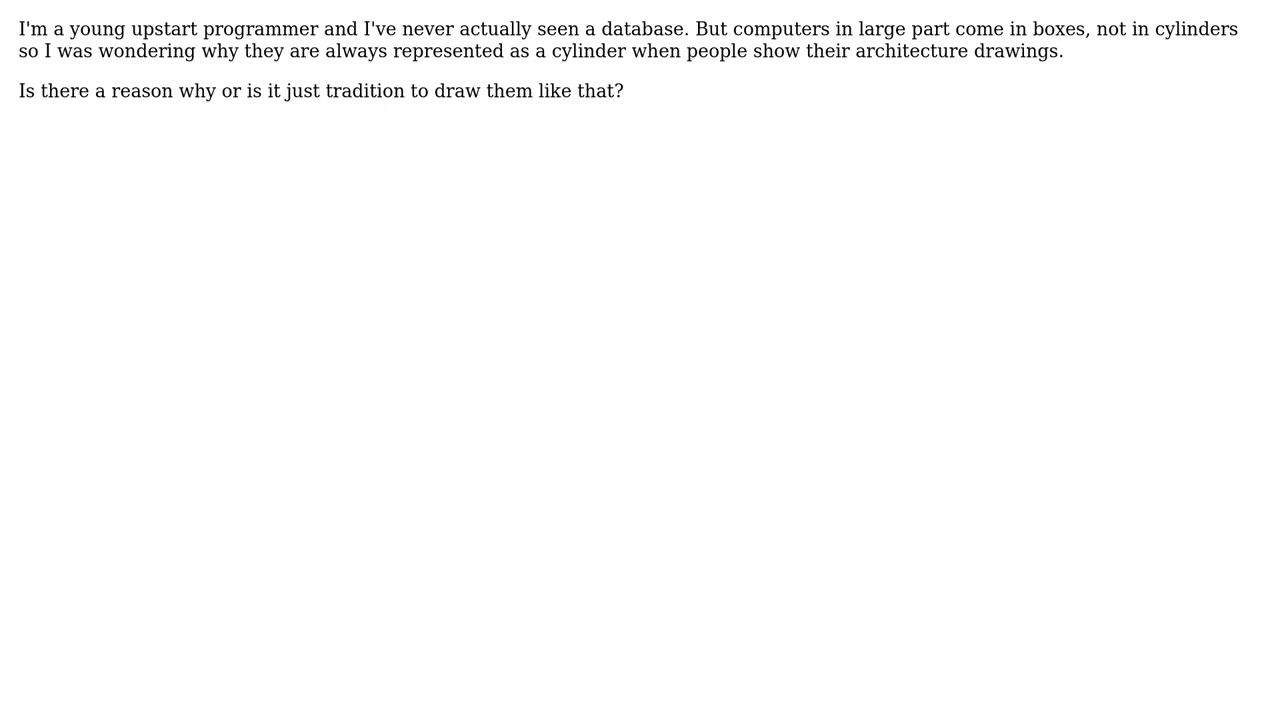 I'm a young upstart programmer and I've never actually seen a database. But computers in large part come in boxes, not in cylinders
so I was wondering why they are always represented as a cylinder when people show their architecture drawings.
Is there a reason why or is it just tradition to draw them like that?